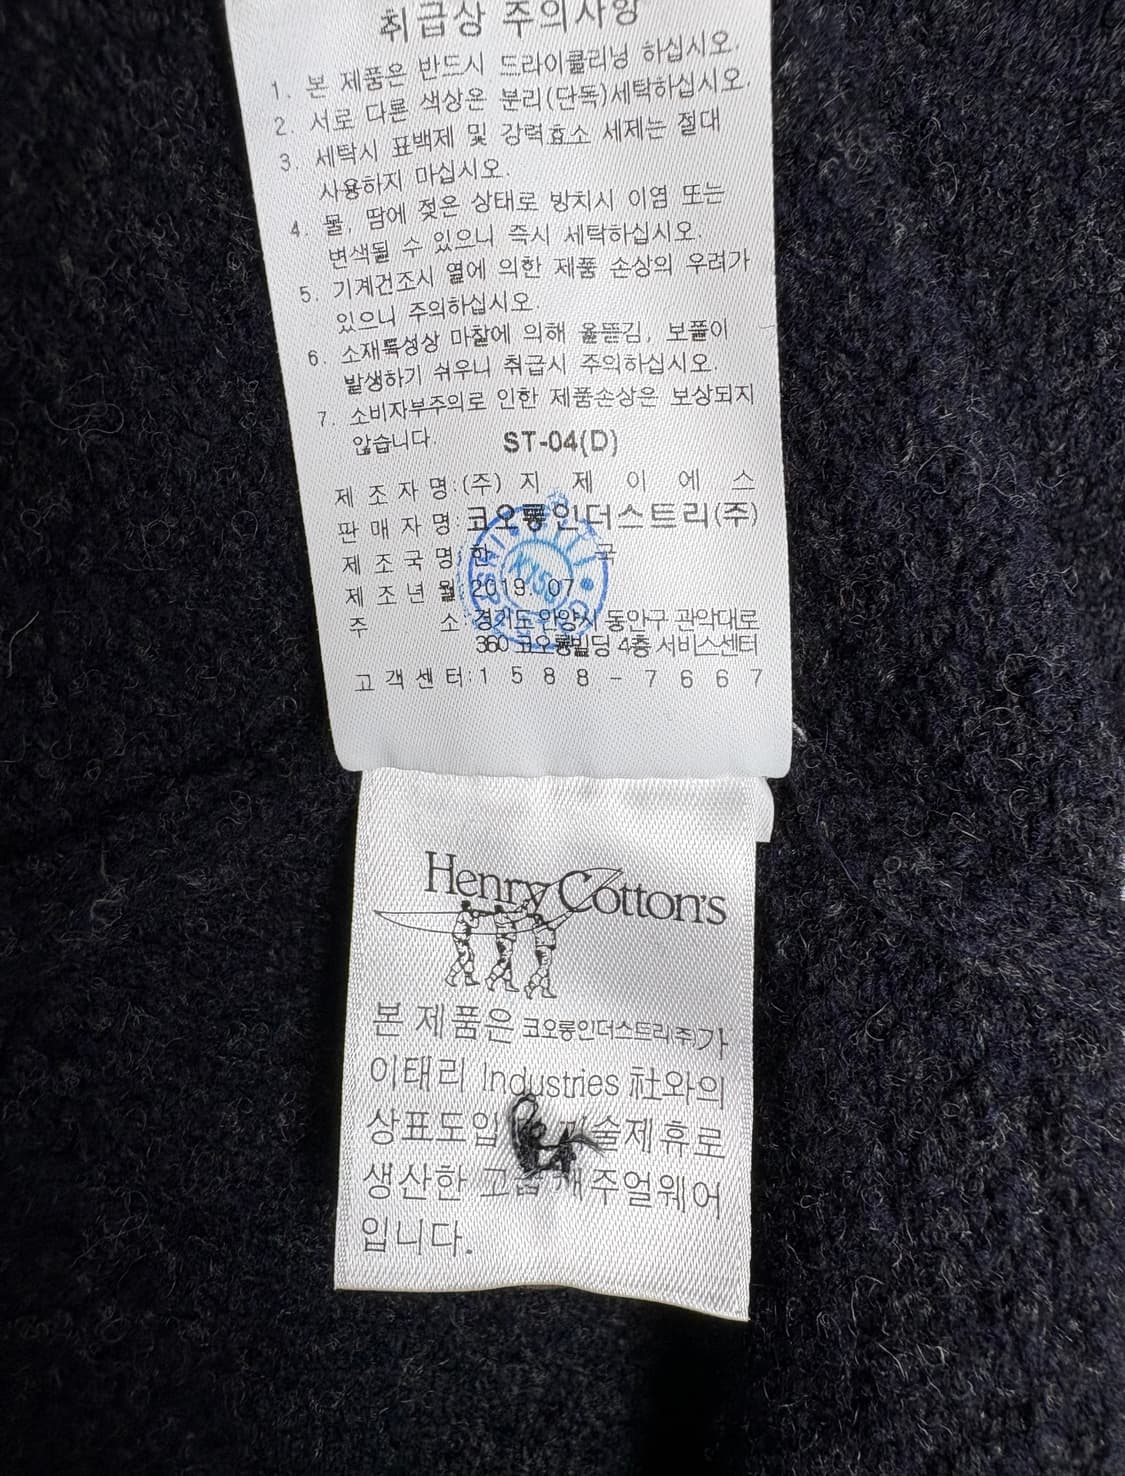 취급상 주의사항
1. 본 제품은 반드시 드라이클리닝 하십시오.
2. 서로 다른 색상은 분리(단독)세탁하십시오.
3. 세탁시 표백제 및 강력효소 세제는 절대
사용하지 마십시오.
4. 물, 땀에 젖은 상태로 방치시 이염 또는
변색될 수 있으니 즉시 세탁하십시오.
5. 기계건조시 열에 의한 제품 손상의 우려가
있으니 주의하십시오.
6. 소재특성상 마찰에 의해 올뜯김, 보풀이
발생하기 쉬우니 취급시 주의하십시오.
7. 소비자부주의로 인한 제품손상은 보상되지
않습니다.
ST-04(D)
제조자명:(주)지제이에스
판매자명:코오롱인더스트리(주)
제조국명:한국
제조년월:2019. 07
주소:경기도 안양시 동안구 관악대로
360 코오롱빌딩 4층 서비스센터
고객센터:1588-7667
Henry Cotton's
본 제품은 코오롱인더스트리(주)가
이태리 Industries 社와의
상표도입 술제휴로
생산한 고급 캐주얼웨어
입니다.